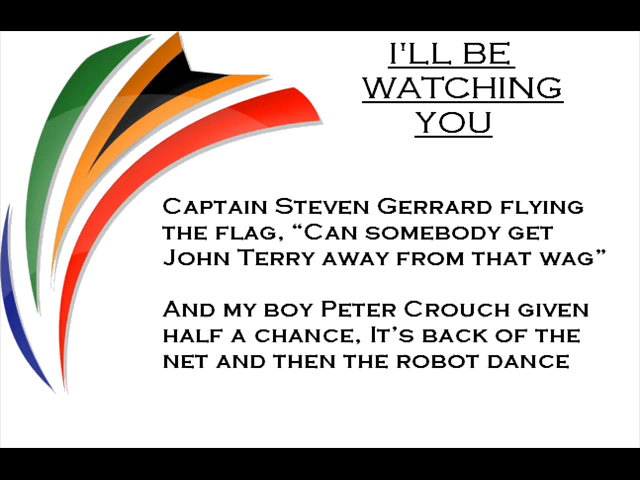 I'LL BE
WATCHING
YOU
Captain Steven Gerrard flying
the flag, “Can somebody get
John Terry away from that wag”
And my boy Peter Crouch given
half a chance, It’s back of the
net and then the robot dance